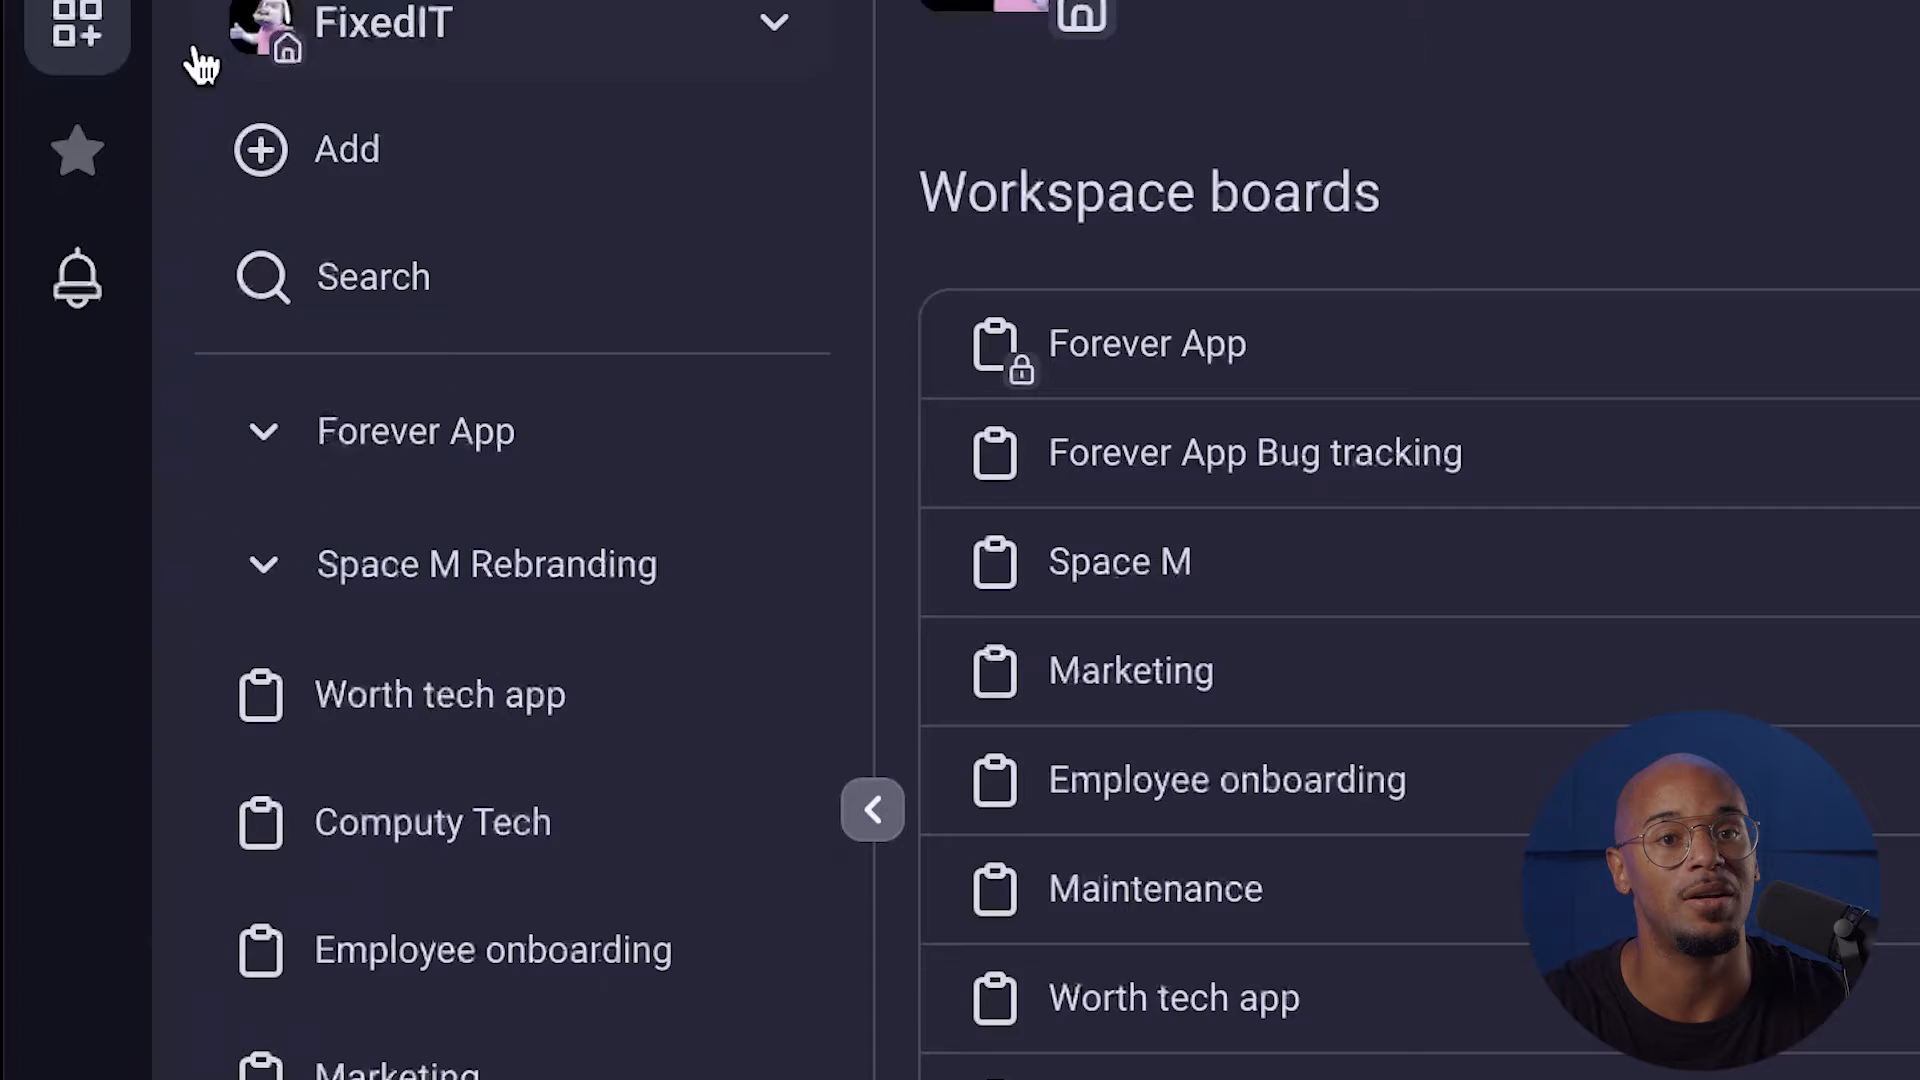 FixedIT
Add
Search
Forever App
Space M Rebranding
Worth tech app
Computy Tech
Employee onboarding
Marketing
Workspace boards
Forever App
Forever App Bug tracking
Space M
Marketing
Employee onboarding
Maintenance
Worth tech app